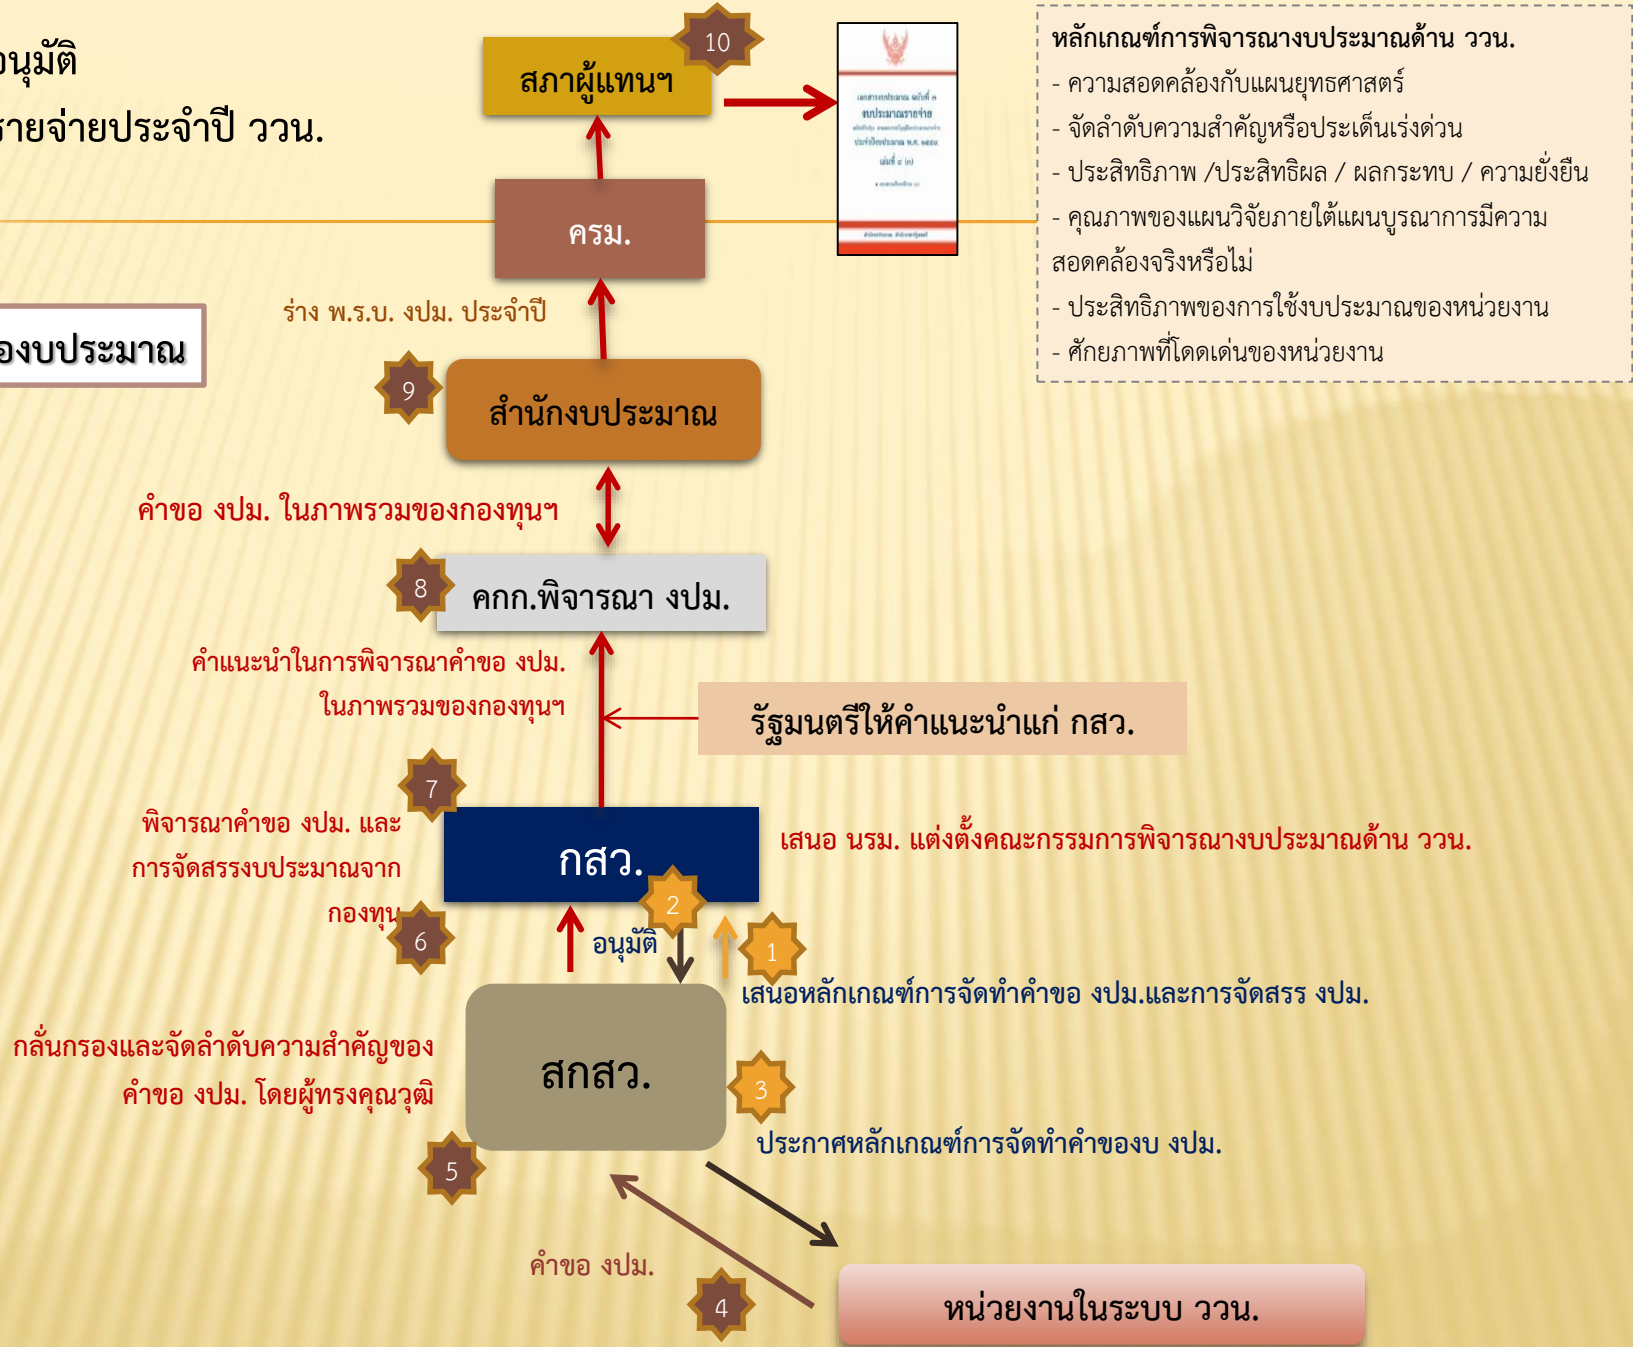 อนุมัติ
รายจ่ายประจำปี ววน.
10
สภาผู้แทนฯ
งบประมาณรายจ่าย
หลักเกณฑ์การพิจารณางบประมาณด้าน ววน.
- ความสอดคล้องกับแผนยุทธศาสตร์
- จัดลำดับความสำคัญหรือประเด็นเร่งด่วน
- ประสิทธิภาพ /ประสิทธิผล / ผลกระทบ / ความยั่งยืน
- คุณภาพของแผนวิจัยภายใต้แผนบูรณาการมีความ
สอดคล้องจริงหรือไม่
- ประสิทธิภาพของการใช้งบประมาณของหน่วยงาน
- ศักยภาพที่โดดเด่นของหน่วยงาน
ครม.
ร่าง พ.ร.บ. งปม. ประจำปี
องบประมาณ
9
สำนักงบประมาณ
คำขอ งปม. ในภาพรวมของกองทุนฯ
8
คกก.พิจารณา งปม.
คำแนะนำในการพิจารณาคำขอ งปม.
ในภาพรวมของกองทุนฯ
รัฐมนตรีให้คำแนะนำแก่ กสว.
7
พิจารณาคำขอ งปม. และ
การจัดสรรงบประมาณจาก
กองทุน
กสว.
เสนอ นรม. แต่งตั้งคณะกรรมการพิจารณางบประมาณด้าน ววน.
2
6
อนุมัติ
1
เสนอหลักเกณฑ์การจัดทำคำขอ งปม.และการจัดสรร งปม.
กลั่นกรองและจัดลำดับความสำคัญของ
คำขอ งปม. โดยผู้ทรงคุณวุฒิ
สกสว.
3
ประกาศหลักเกณฑ์การจัดทำคำของบ งปม.
5
คำขอ งปม.
4
หน่วยงานในระบบ ววน.